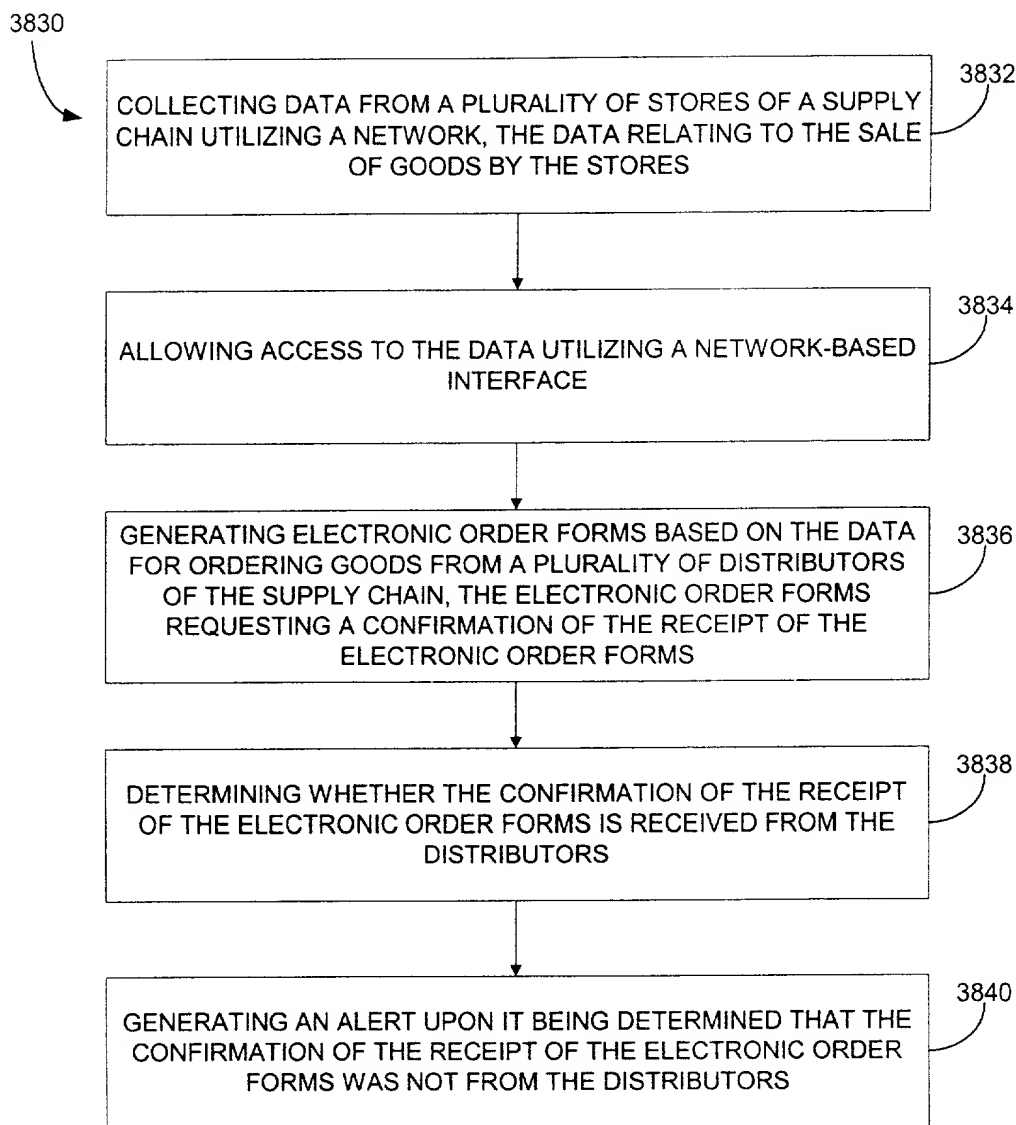 3830
3832
COLLECTING DATA FROM A PLURALITY OF STORES OF A SUPPLY
CHAIN UTILIZING A NETWORK, THE DATA RELATING TO THE SALE
OF GOODS BY THE STORES
3834
ALLOWING ACCESS TO THE DATA UTILIZING A NETWORK-BASED
INTERFACE
3836
GENERATING ELECTRONIC ORDER FORMS BASED ON THE DATA
FOR ORDERING GOODS FROM A PLURALITY OF DISTRIBUTORS
OF THE SUPPLY CHAIN, THE ELECTRONIC ORDER FORMS
REQUESTING A CONFIRMATION OF THE RECEIPT OF THE
ELECTRONIC ORDER FORMS
3838
DETERMINING WHETHER THE CONFIRMATION OF THE RECEIPT
OF THE ELECTRONIC ORDER FORMS IS RECEIVED FROM THE
DISTRIBUTORS
3840
GENERATING AN ALERT UPON IT BEING DETERMINED THAT THE
CONFIRMATION OF THE RECEIPT OF THE ELECTRONIC ORDER
FORMS WAS NOT FROM THE DISTRIBUTORS